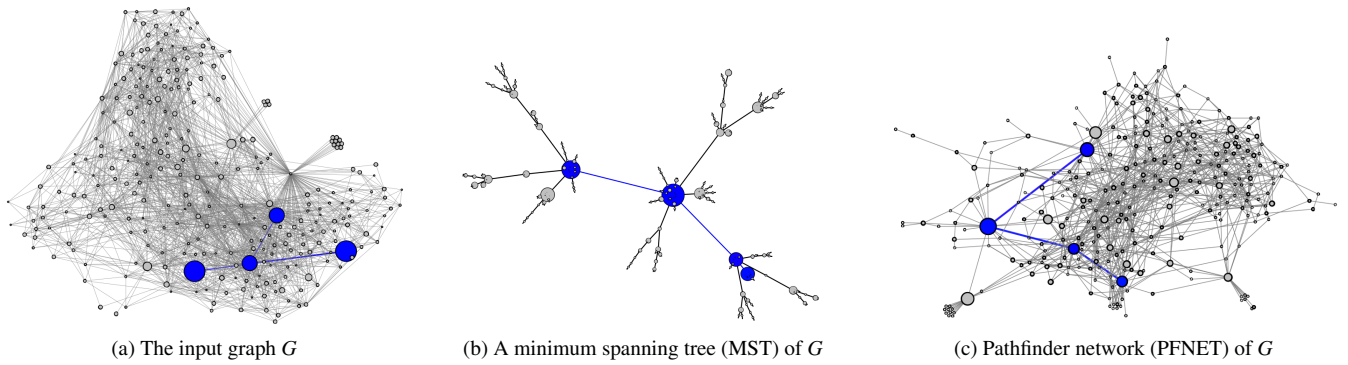 (a) The input graph G
(b) A minimum spanning tree (MST) of G
(c) Pathfinder network (PFNET) of G